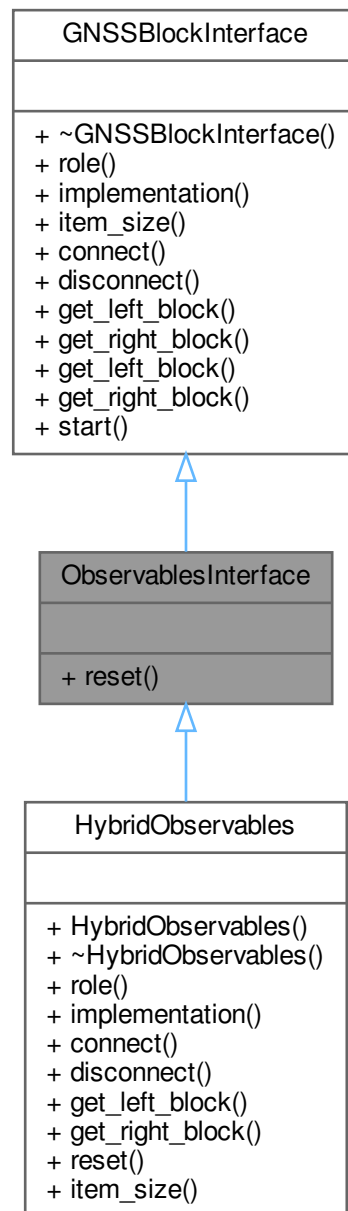 GNSSBlockInterface
+ ~GNSSBlockInterface()
+ role()
+ implementation()
+ item_size()
+ connect()
+ disconnect()
+ get_left_block()
+ get_right_block()
+ get_left_block()
+ get_right_block()
+ start()
ObservablesInterface
+ reset()
HybridObservables
+ HybridObservables()
+ ~HybridObservables()
+ role()
+ implementation()
+ connect()
+ disconnect()
+ get_left_block()
+ get_right_block()
+ reset()
+ item_size()